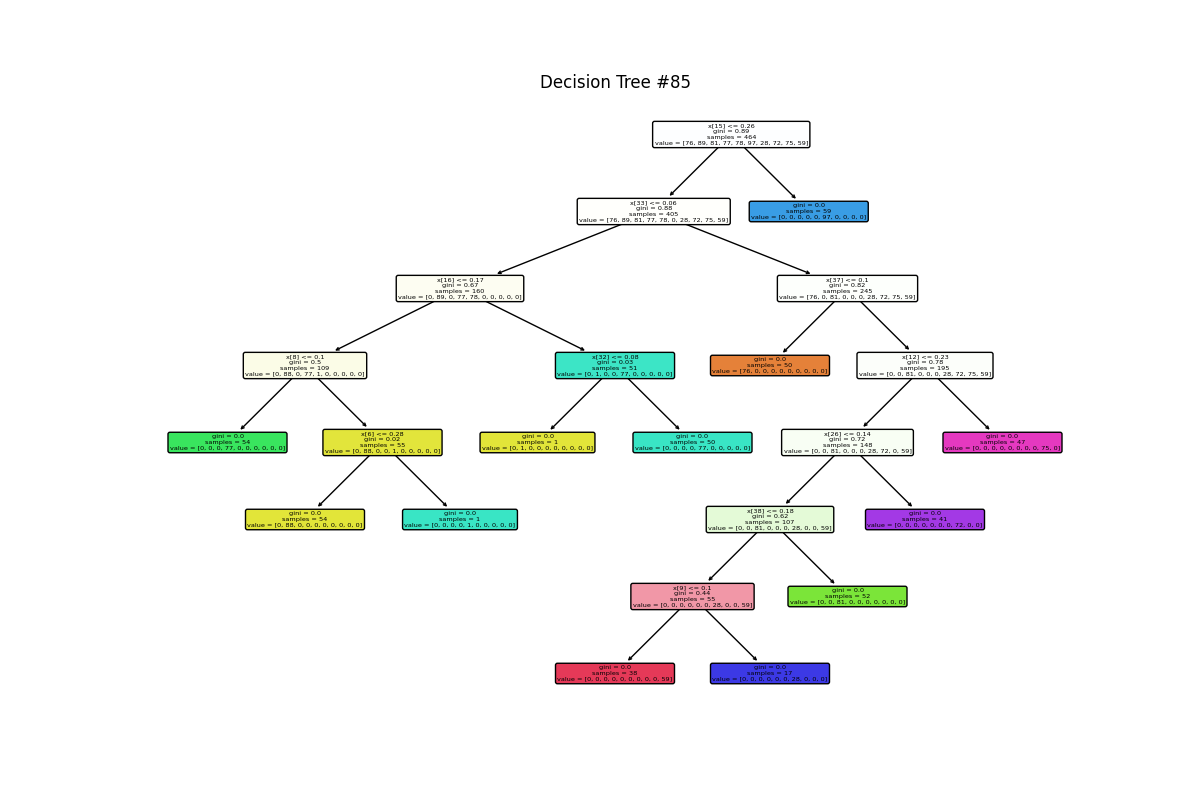 Decision Tree #85
x[15] <= 0.26
gini = 0.89
samples = 464
value = [76, 89, 81, 77, 78, 97, 28, 72, 75, 59]
x[33] <= 0.06
gini = 0.88
samples = 405
value = [76, 89, 81, 77, 78, 0, 28, 72, 75, 59]
gini = 0.0
samples = 59
value = [0, 0, 0, 0, 0, 97, 0, 0, 0, 0]
x[16] <= 0.17
gini = 0.67
samples = 160
value = [0, 89, 0, 77, 78, 0, 0, 0, 0, 0]
x[37] <= 0.1
gini = 0.82
samples = 245
value = [76, 0, 81, 0, 0, 0, 28, 72, 75, 59]
x[8] <= 0.1
gini = 0.5
samples = 109
value = [0, 88, 0, 77, 1, 0, 0, 0, 0, 0]
x[32] <= 0.08
gini = 0.03
samples = 51
value = [0, 1, 0, 0, 77, 0, 0, 0, 0, 0]
gini = 0.0
samples = 50
value = [76, 0, 0, 0, 0, 0, 0, 0, 0, 0]
x[12] <= 0.23
gini = 0.78
samples = 195
value = [0, 0, 81, 0, 0, 0, 28, 72, 75, 59]
gini = 0.0
samples = 54
value = [0, 0, 0, 77, 0, 0, 0, 0, 0, 0]
x[6] <= 0.28
gini = 0.02
samples = 55
value = [0, 88, 0, 0, 1, 0, 0, 0, 0, 0]
gini = 0.0
samples = 1
value = [0, 1, 0, 0, 0, 0, 0, 0, 0, 0]
gini = 0.0
samples = 50
value = [0, 0, 0, 0, 77, 0, 0, 0, 0, 0]
x[26] <= 0.14
gini = 0.72
samples = 148
value = [0, 0, 81, 0, 0, 0, 28, 72, 0, 59]
gini = 0.0
samples = 47
value = [0, 0, 0, 0, 0, 0, 0, 0, 75, 0]
gini = 0.0
samples = 54
value = [0, 88, 0, 0, 0, 0, 0, 0, 0, 0]
gini = 0.0
samples = 1
value = [0, 0, 0, 0, 1, 0, 0, 0, 0, 0]
x[38] <= 0.18
gini = 0.62
samples = 107
value = [0, 0, 81, 0, 0, 0, 28, 0, 0, 59]
gini = 0.0
samples = 41
value = [0, 0, 0, 0, 0, 0, 0, 72, 0, 0]
x[9] <= 0.1
gini = 0.44
samples = 55
value = [0, 0, 0, 0, 0, 0, 28, 0, 0, 59]
gini = 0.0
samples = 52
value = [0, 0, 81, 0, 0, 0, 0, 0, 0, 0]
gini = 0.0
samples = 38
value = [0, 0, 0, 0, 0, 0, 0, 0, 0, 59]
gini = 0.0
samples = 17
value = [0, 0, 0, 0, 0, 0, 28, 0, 0, 0]